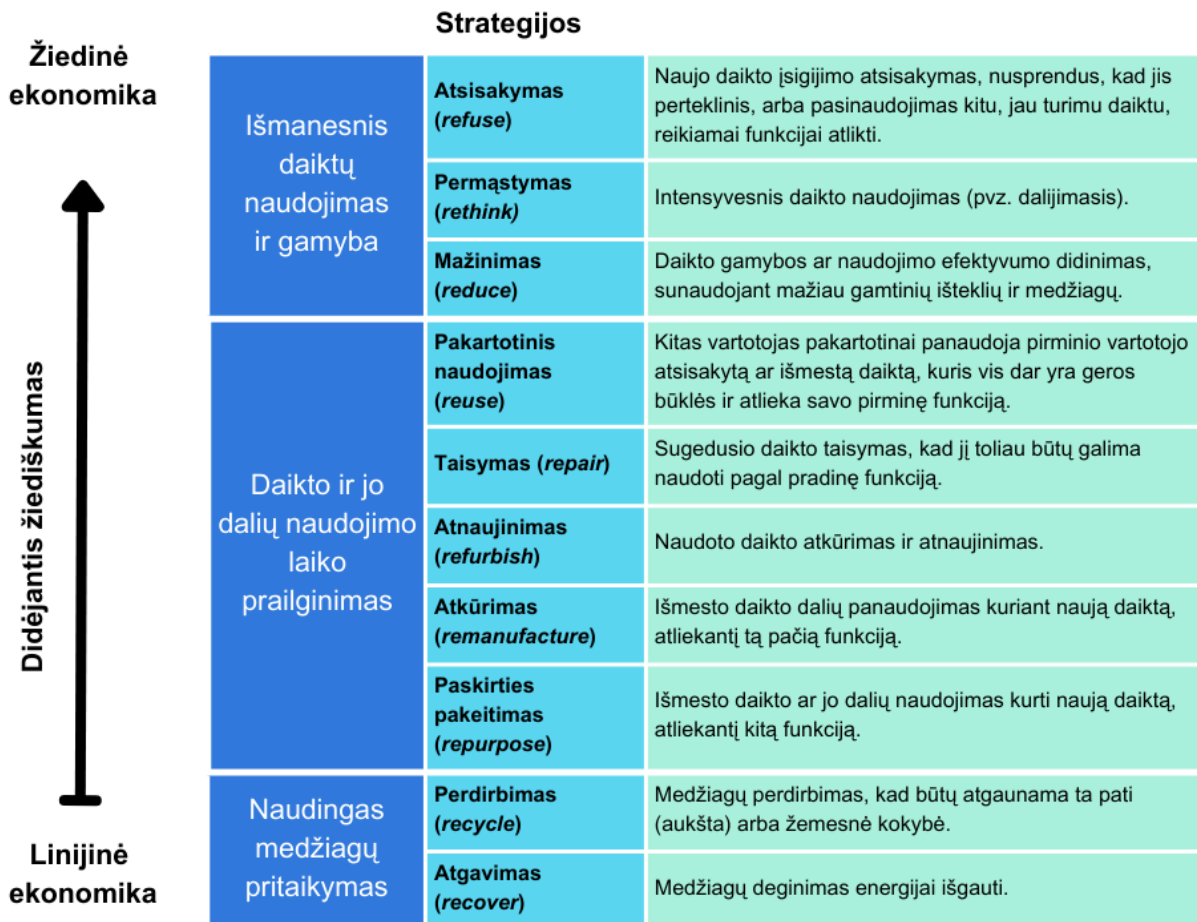 Strategijos
Žiedinė
ekonomika
Didėjantis žiediškumas
Linijinė
ekonomika
Išmanesnis
daiktų
naudojimas
ir gamyba
Atsisakymas
(refuse)
Naujo daikto įsigijimo atsisakymas, nusprendus, kad jis
perteklinis, arba pasinaudojimas kitu, jau turimu daiktu,
reikiamai funkcijai atlikti.
Permąstymas
(rethink)
Intensyvesnis daikto naudojimas (pvz. dalijimasis).
Mažinimas
(reduce)
Daikto gamybos ar naudojimo efektyvumo didinimas,
sunaudojant mažiau gamtinių išteklių ir medžiagų.
Daikto ir jo
dalių naudojimo
laiko
prailginimas
Pakartotinis
naudojimas
(reuse)
Kitas vartotojas pakartotinai panaudoja pirminio vartotojo
atsisakytą ar išmestą daiktą, kuris vis dar yra geros
būklės ir atlieka savo pirminę funkciją.
Taisymas (repair)
Sugedusio daikto taisymas, kad jį toliau būtų galima
naudoti pagal pradinę funkciją.
Atnaujinimas
(refurbish)
Naudoto daikto atkūrimas ir atnaujinimas.
Atkūrimas
(remanufacture)
Išmesto daikto dalių panaudojimas kuriant naują daiktą,
atliekantį tą pačią funkciją.
Paskirties
pakeitimas
(repurpose)
Išmesto daikto ar jo dalių naudojimas kurti naują daiktą,
atliekantį kitą funkciją.
Naudingas
medžiagų
pritaikymas
Perdirbimas
(recycle)
Medžiagų perdirbimas, kad būtų atgaunama ta pati
(aukšta) arba žemesnė kokybė.
Atgavimas
(recover)
Medžiagų deginimas energijai išgauti.